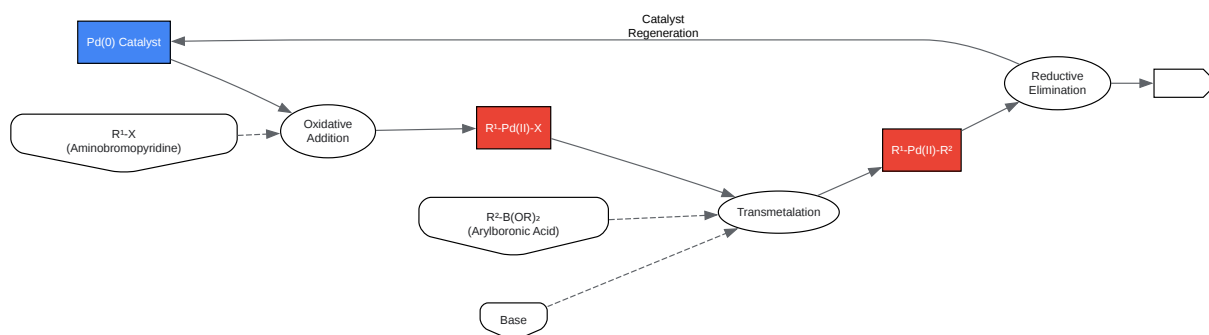 Catalyst
Regeneration
Pd(0) Catalyst
Reductive
Elimination
R¹-X
(Aminobromopyridine)
Oxidative
Addition
R¹-Pd(II)-X
R¹-Pd(II)-R²
R²-B(OR)₂
(Arylboronic Acid)
Transmetalation
Base